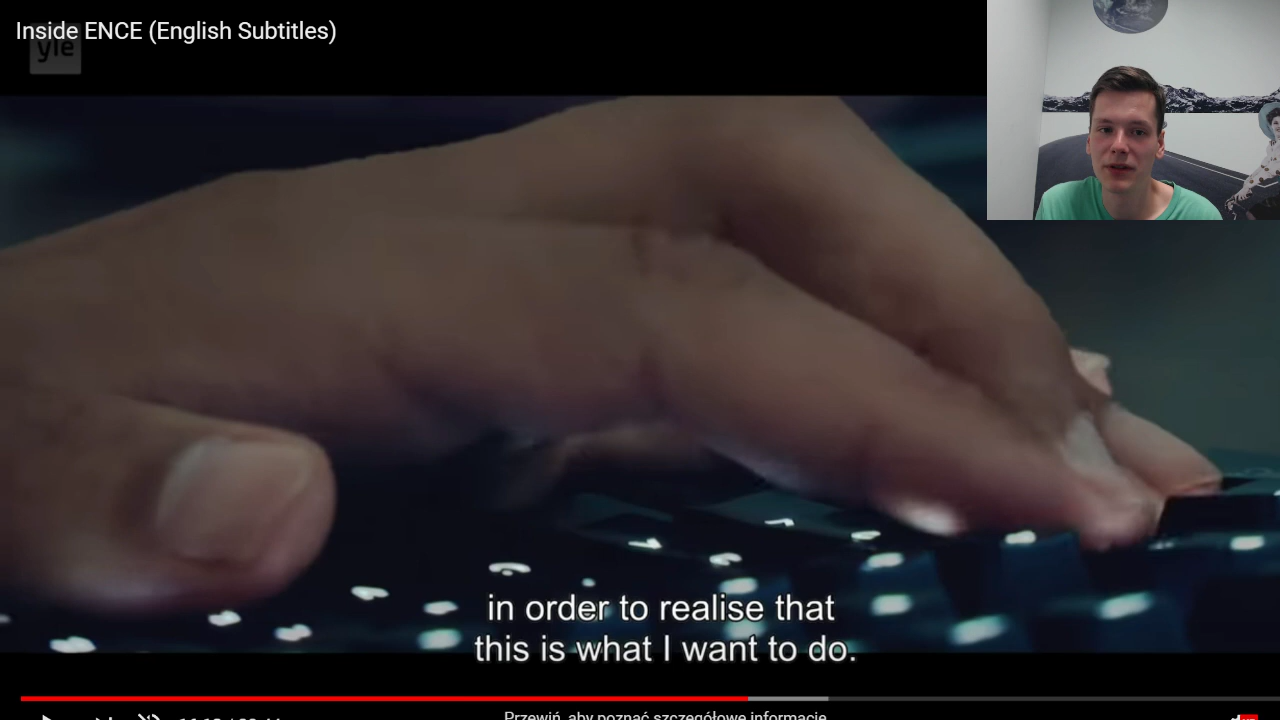 Inside ENCE (English Subtitles)
yle
in order to realise that
this is what I want to do.
Przewiń, aby poznać szczegółowe informacje